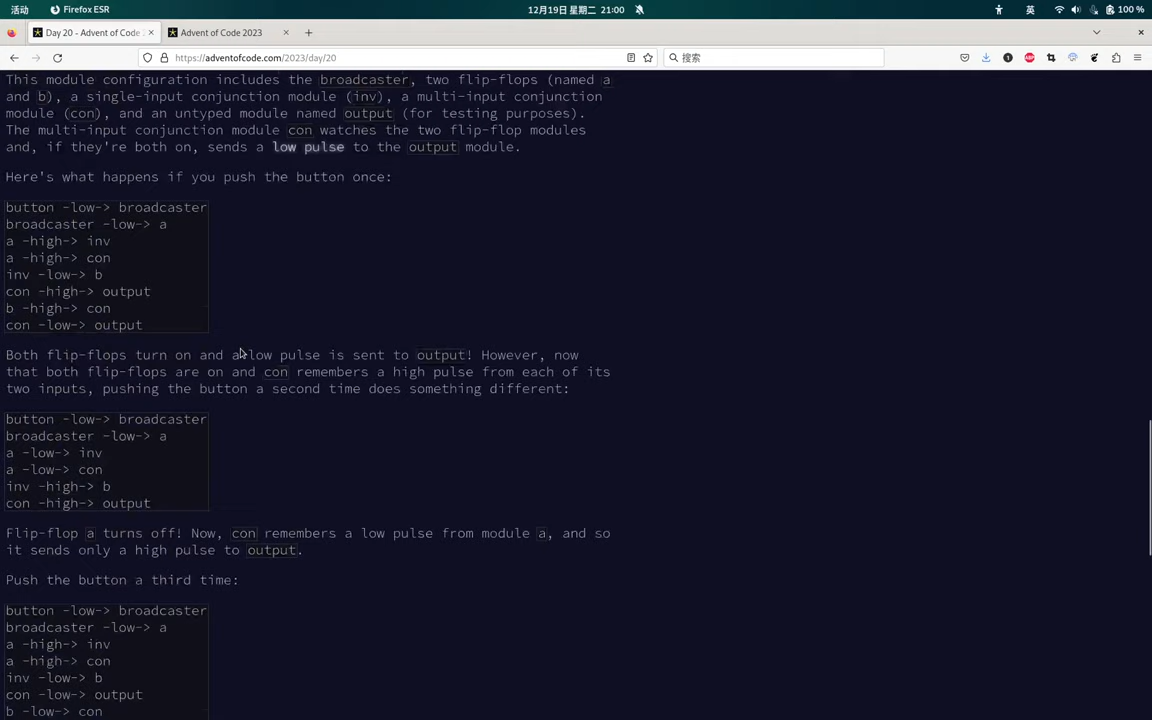 活动
Firefox ESR
12月19日 星期二 21:00
英
100 %
Day 20 - Advent of Code
Advent of Code 2023
https://adventofcode.com/2023/day/20
搜索
This module configuration includes the broadcaster, two flip-flops (named a
and b), a single-input conjunction module (inv), a multi-input conjunction
module (con), and an untyped module named output (for testing purposes).
The multi-input conjunction module con watches the two flip-flop modules
and, if they're both on, sends a low pulse to the output module.
Here's what happens if you push the button once:
button -low-> broadcaster
broadcaster -low-> a
a -high-> inv
a -high-> con
inv -low-> b
con -high-> output
b -high-> con
con -low-> output
Both flip-flops turn on and a low pulse is sent to output! However, now
that both flip-flops are on and con remembers a high pulse from each of its
two inputs, pushing the button a second time does something different:
button -low-> broadcaster
broadcaster -low-> a
a -low-> inv
a -low-> con
inv -high-> b
con -high-> output
Flip-flop a turns off! Now, con remembers a low pulse from module a, and so
it sends only a high pulse to output.
Push the button a third time:
button -low-> broadcaster
broadcaster -low-> a
a -high-> inv
a -high-> con
inv -low-> b
con -low-> output
b -low-> con